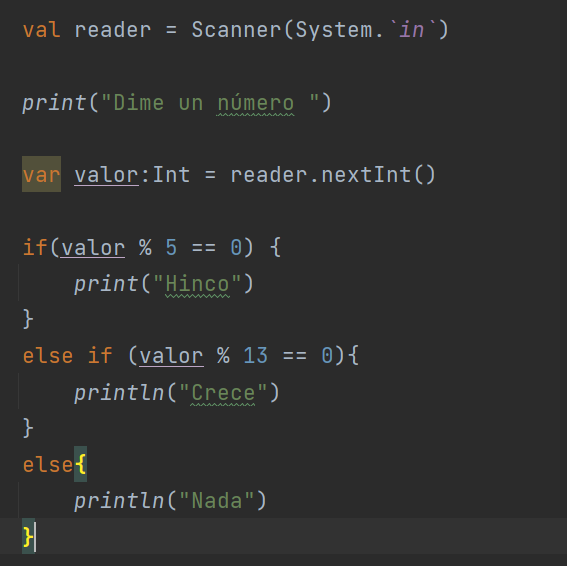 val reader = Scanner(System.`in`)
print("Dime un número ")
var valor:Int = reader.nextInt()
if(valor % 5 == 0) {
    print("Hinco")
}
else if (valor % 13 == 0){
    println("Crece")
}
else{
    println("Nada")
}